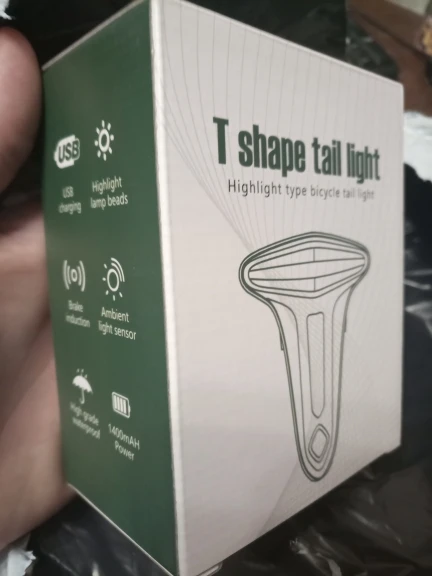 T shape tail light
Highlight type bicycle tail light
USB
USB
charging
Highlight
lamp beads
Brake
induction
Ambient
light sensor
High-grade
waterproof
1400mAH
Power